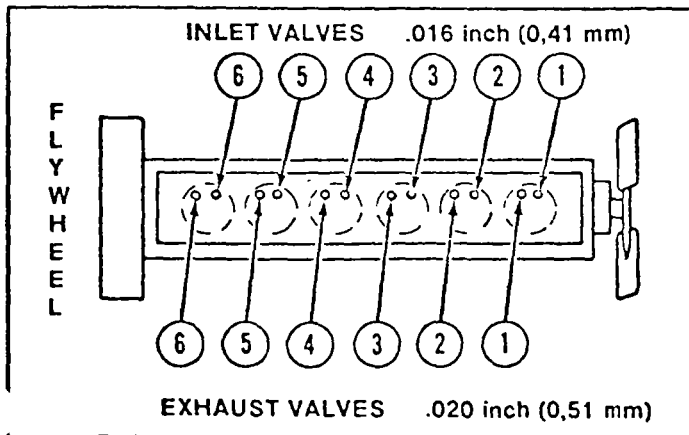 INLET VALVES .016 inch (0,41 mm)
6 5 4 3 2 1
FLYWHEEL
6 5 4 3 2 1
EXHAUST VALVES .020 inch (0,51 mm)